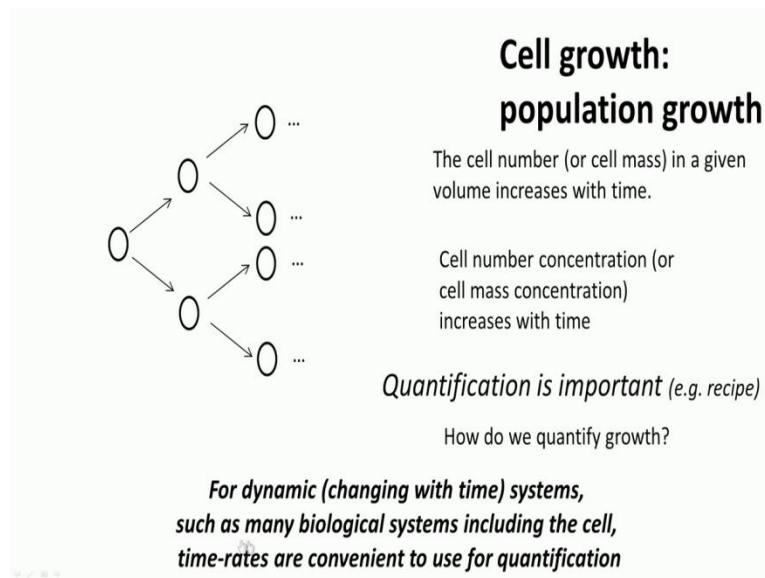 Cell growth:
population growth
The cell number (or cell mass) in a given
volume increases with time.
...
...
...
...
Cell number concentration (or
cell mass concentration)
increases with time
Quantification is important (e.g. recipe)
How do we quantify growth?
For dynamic (changing with time) systems,
such as many biological systems including the cell,
time-rates are convenient to use for quantification